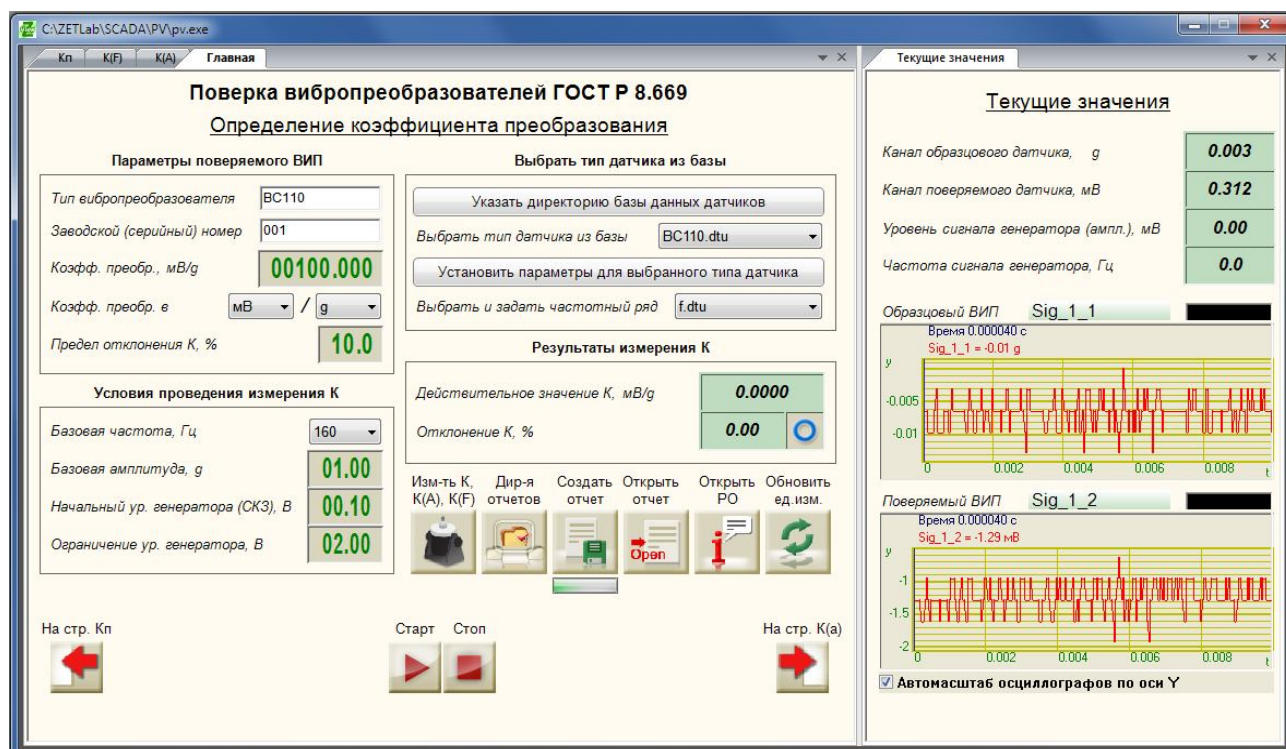 C:\ZETLab\SCADA\PV\pv.exe
Кп K(F) K(A) Главная
Поверка вибропреобразователей ГОСТ Р 8.669
Определение коэффициента преобразования
Параметры поверяемого ВИП
Тип вибропреобразователя BC110
Заводской (серийный) номер 001
Коэфф. преобр., мВ/g 00100.000
Коэфф. преобр. в мВ / g
Предел отклонения К, % 10.0
Условия проведения измерения К
Базовая частота, Гц 160
Базовая амплитуда, g 01.00
Начальный ур. генератора (СКЗ), В 00.10
Ограничение ур. генератора, В 02.00
Выбрать тип датчика из базы
Указать директорию базы данных датчиков
Выбрать тип датчика из базы BC110.dtu
Установить параметры для выбранного типа датчика
Выбрать и задать частотный ряд f.dtu
Результаты измерения К
Действительное значение К, мВ/g 0.0000
Отклонение К, % 0.00
Изм-ть К, Дир-я Создать Открыть Открыть Обновить
К(А), K(F) отчетов отчет отчет РО ед.изм.
Open
На стр. Кп Старт Стоп На стр. К(а)
Текущие значения
Текущие значения
Канал образцового датчика, g 0.003
Канал поверяемого датчика, мВ 0.312
Уровень сигнала генератора (ампл.), мВ 0.00
Частота сигнала генератора, Гц 0.0
Образцовый ВИП Sig_1_1
Время 0.000040 с
Sig_1_1 = -0.01 g
y
-0.005
-0.01
0 0.002 0.004 0.006 0.008 t
Поверяемый ВИП Sig_1_2
Время 0.000040 с
Sig_1_2 = -1.29 мВ
y
-1
-1.5
-2
0 0.002 0.004 0.006 0.008 t
Автомасштаб осциллографов по оси Y